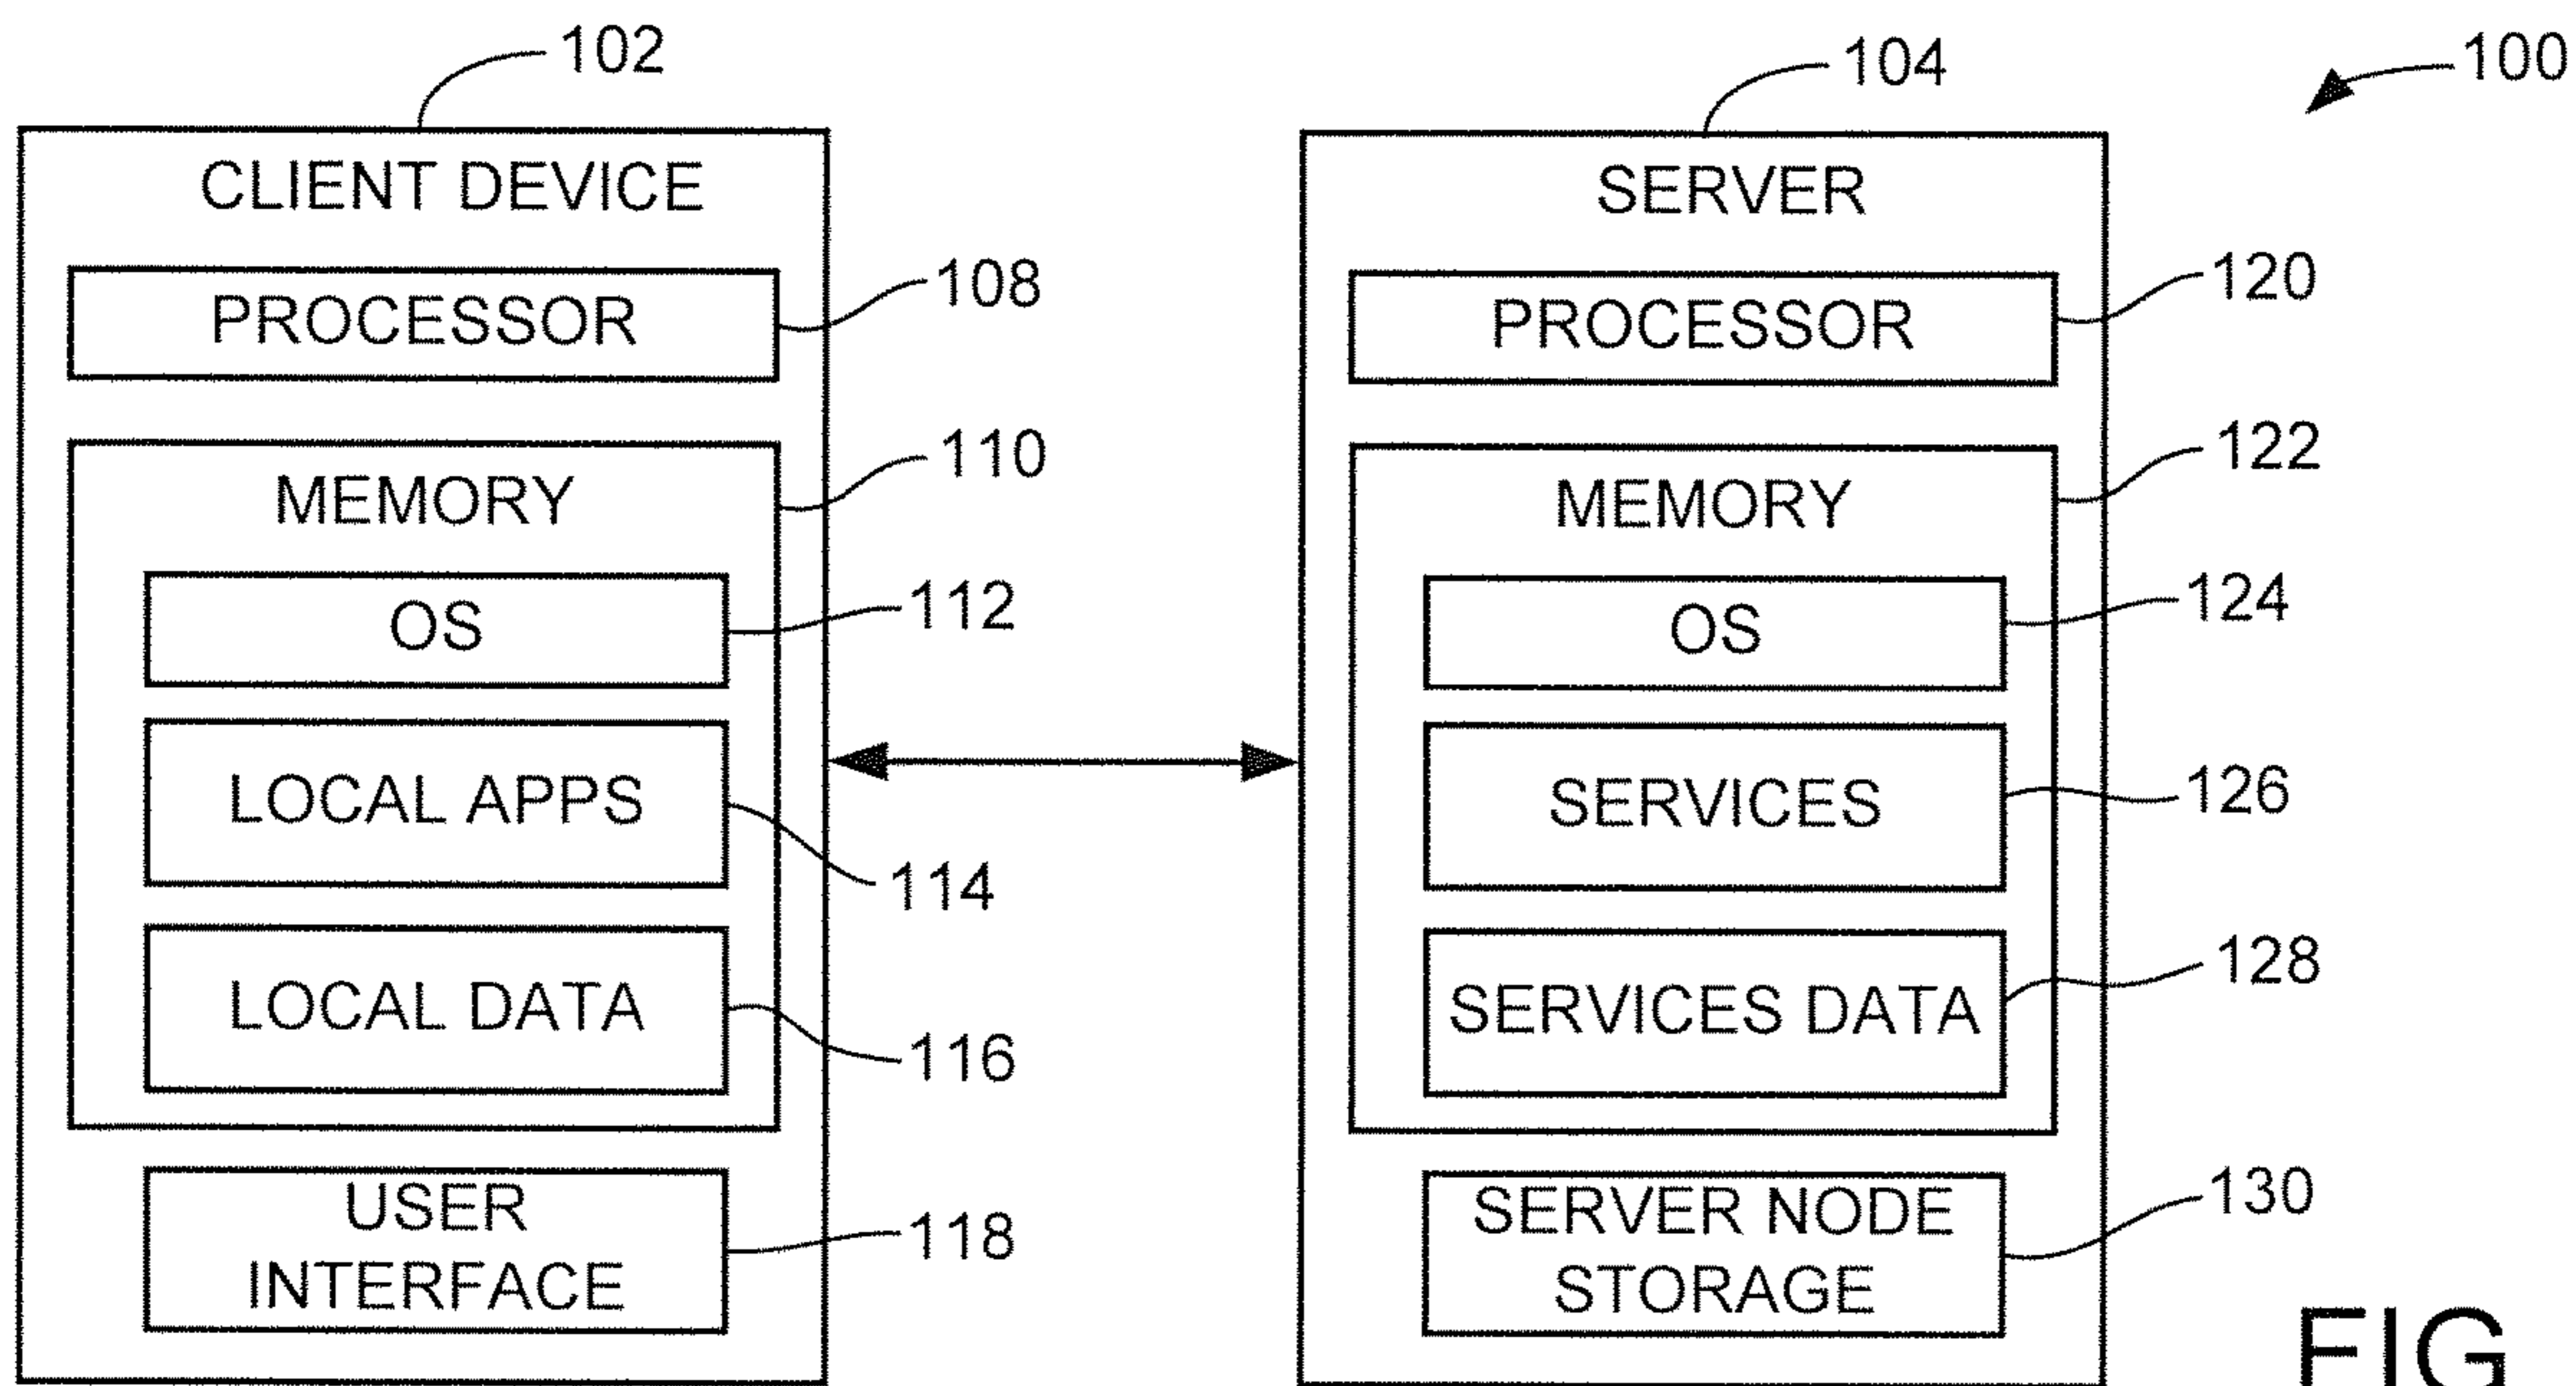 102
104
100
CLIENT DEVICE
PROCESSOR
108
MEMORY
110
OS
112
LOCAL APPS
114
LOCAL DATA
116
USER
INTERFACE
118
SERVER
PROCESSOR
120
MEMORY
122
OS
124
SERVICES
126
SERVICES DATA
128
SERVER NODE
STORAGE
130
FIG